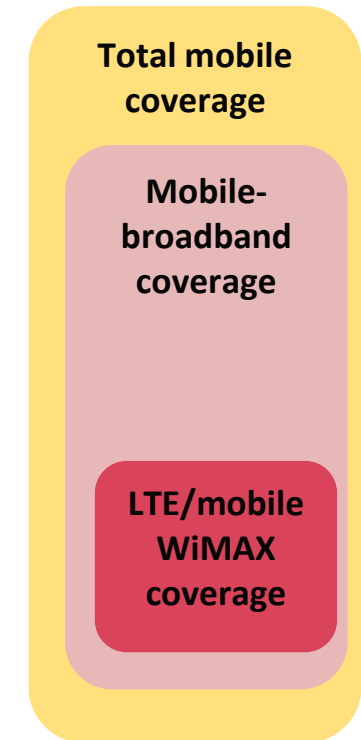 Total mobile
coverage
Mobile-
broadband
coverage
LTE/mobile
WiMAX
coverage